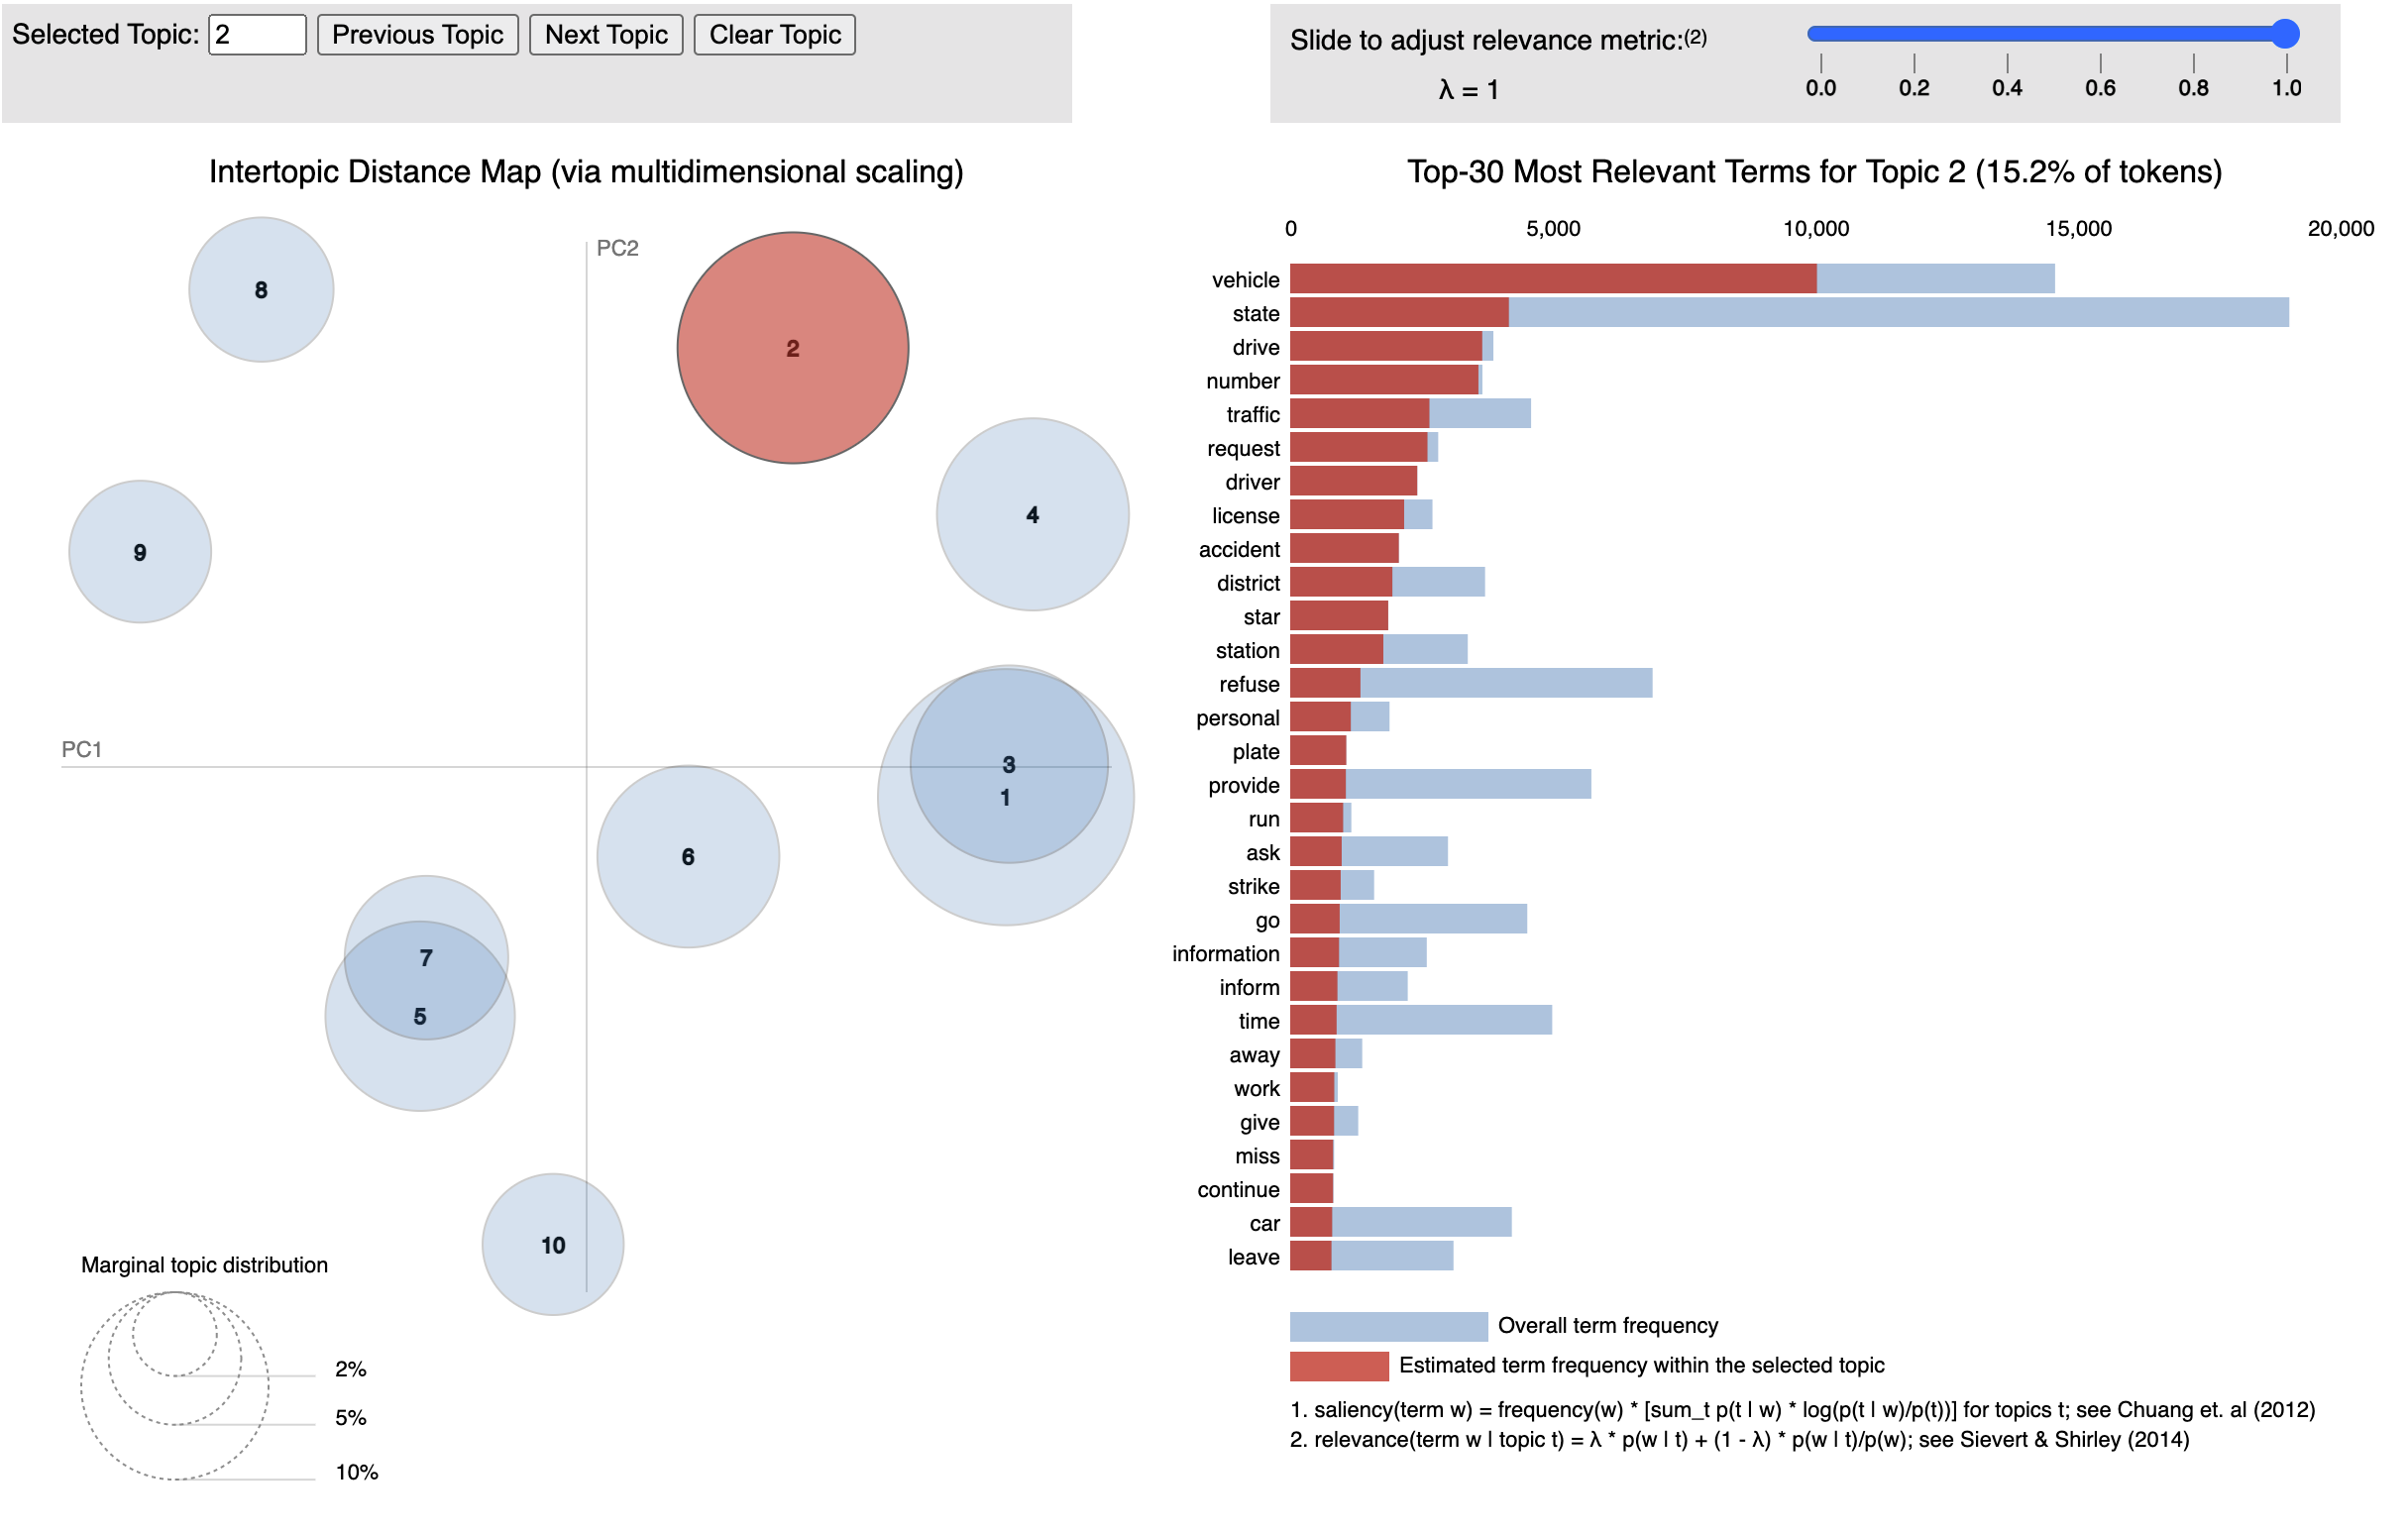 Selected Topic: 2 Previous Topic Next Topic Clear Topic
Slide to adjust relevance metric:(2)
λ = 1
0.0 0.2 0.4 0.6 0.8 1.0
Intertopic Distance Map (via multidimensional scaling)
PC2
PC1
8
2
4
9
3
1
6
7
5
10
Marginal topic distribution
2%
5%
10%
Top-30 Most Relevant Terms for Topic 2 (15.2% of tokens)
0 5,000 10,000 15,000 20,000
vehicle
state
drive
number
traffic
request
driver
license
accident
district
star
station
refuse
personal
plate
provide
run
ask
strike
go
information
inform
time
away
work
give
miss
continue
car
leave
Overall term frequency
Estimated term frequency within the selected topic
1. saliency(term w) = frequency(w) * [sum_t p(t | w) * log(p(t | w)/p(t))] for topics t; see Chuang et. al (2012)
2. relevance(term w | topic t) = λ * p(w | t) + (1 - λ) * p(w | t)/p(w); see Sievert & Shirley (2014)